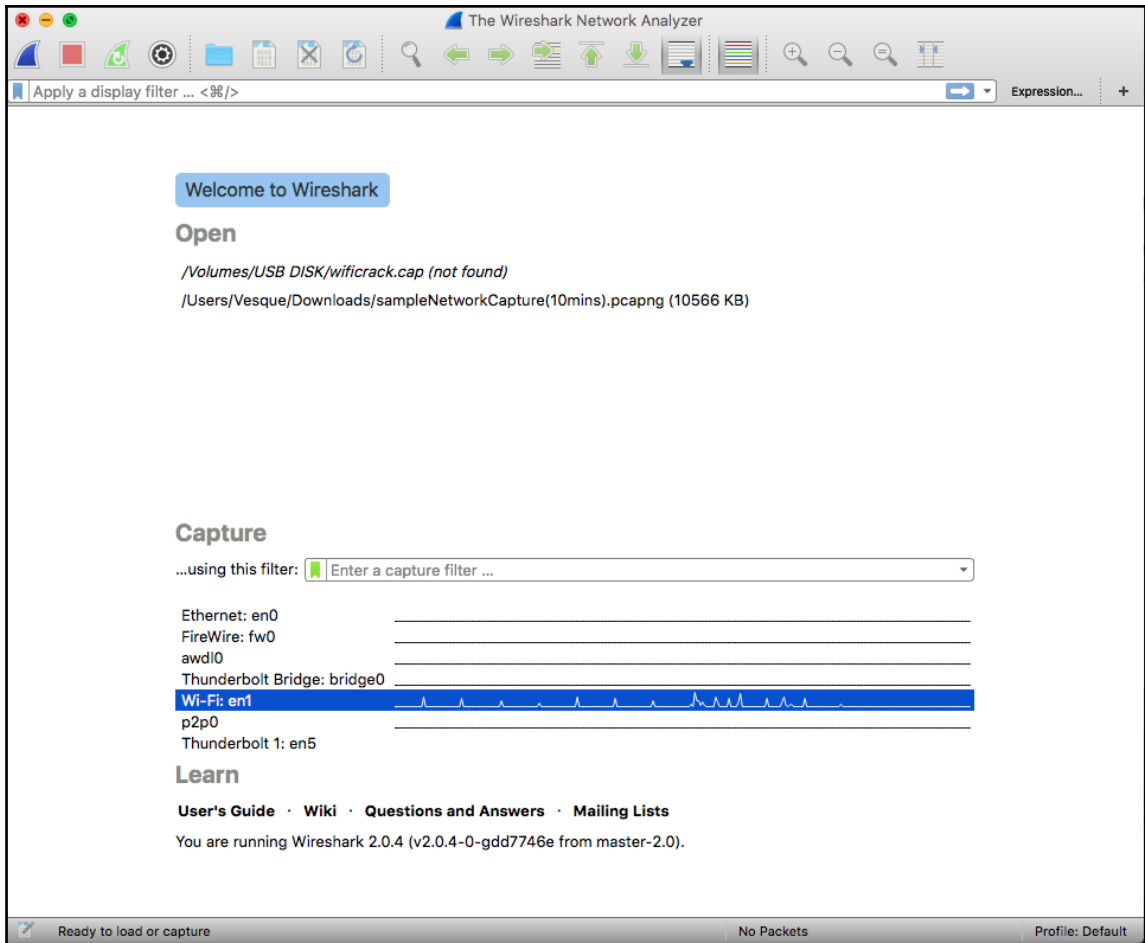 The Wireshark Network Analyzer
Apply a display filter ... <⌘/>
Expression... +
Welcome to Wireshark
Open
/Volumes/USB DISK/wificrack.cap (not found)
/Users/Vesque/Downloads/sampleNetworkCapture(10mins).pcapng (10566 KB)
Capture
...using this filter: Enter a capture filter ...
Ethernet: en0
FireWire: fw0
awdl0
Thunderbolt Bridge: bridge0
Wi-Fi: en1
p2p0
Thunderbolt 1: en5
Learn
User's Guide · Wiki · Questions and Answers · Mailing Lists
You are running Wireshark 2.0.4 (v2.0.4-0-gdd7746e from master-2.0).
Ready to load or capture No Packets Profile: Default